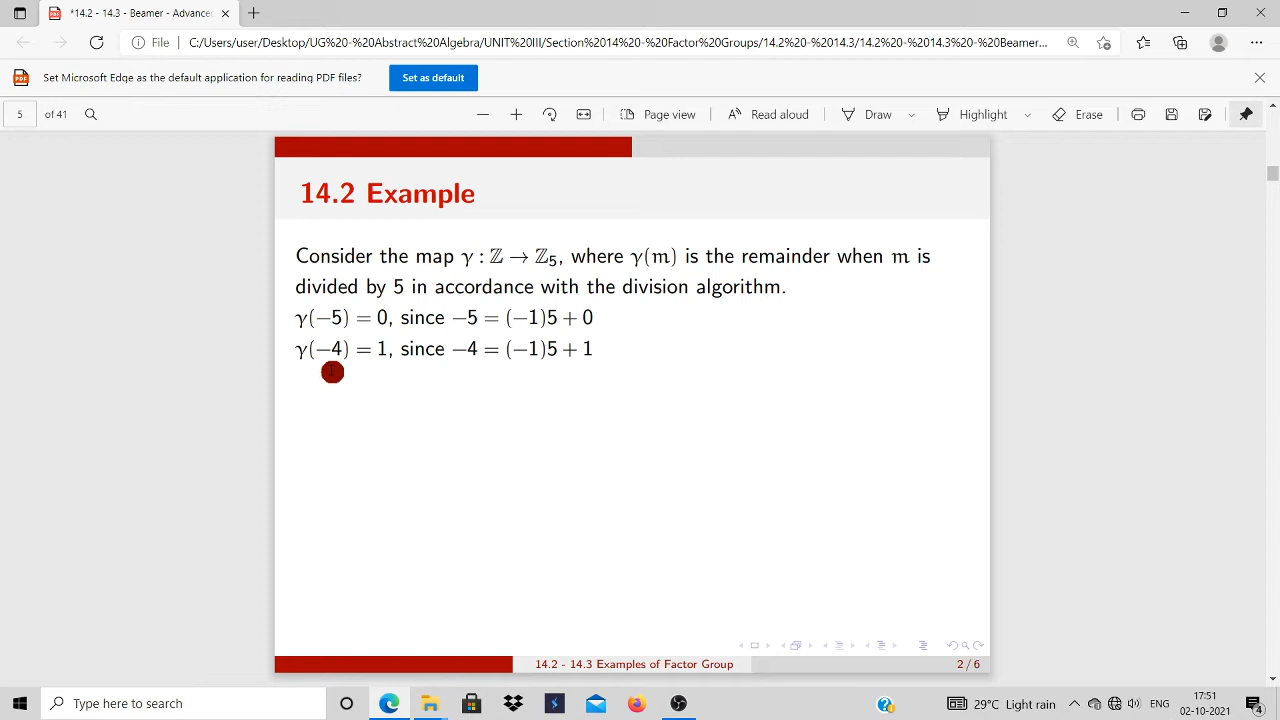 *14.2 - 14.3 - Beamer - Advance
File
C:/Users/user/Desktop/UG%20-%20Abstract%20Algebra/UNIT%20III/Section%2014%20-%20Factor%20Groups/14.2%20-%2014.3/14.2%20-%2014.3%20-%20Beamer...
Set Microsoft Edge as the default application for reading PDF files?
Set as default
5 of 41
Page view
Read aloud
Draw
Highlight
Erase
14.2 Example
Consider the map γ : ℤ → ℤ₅, where γ(m) is the remainder when m is
divided by 5 in accordance with the division algorithm.
γ(−5) = 0, since −5 = (−1)5 + 0
γ(−4) = 1, since −4 = (−1)5 + 1
14.2 - 14.3 Examples of Factor Group
2 / 6
Type here to search
29°C Light rain
ENG
17:51
02-10-2021
4